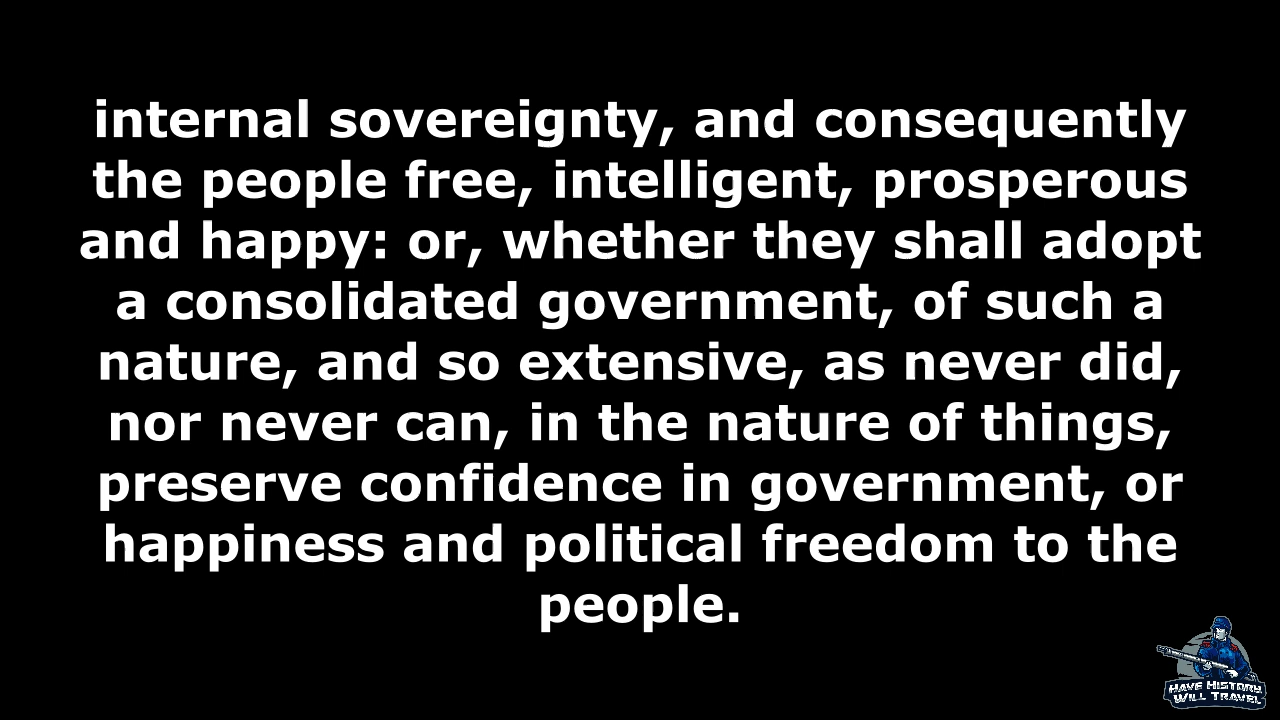 internal sovereignty, and consequently
the people free, intelligent, prosperous
and happy: or, whether they shall adopt
a consolidated government, of such a
nature, and so extensive, as never did,
nor never can, in the nature of things,
preserve confidence in government, or
happiness and political freedom to the
people.
HAVE HISTORY
WILL TRAVEL